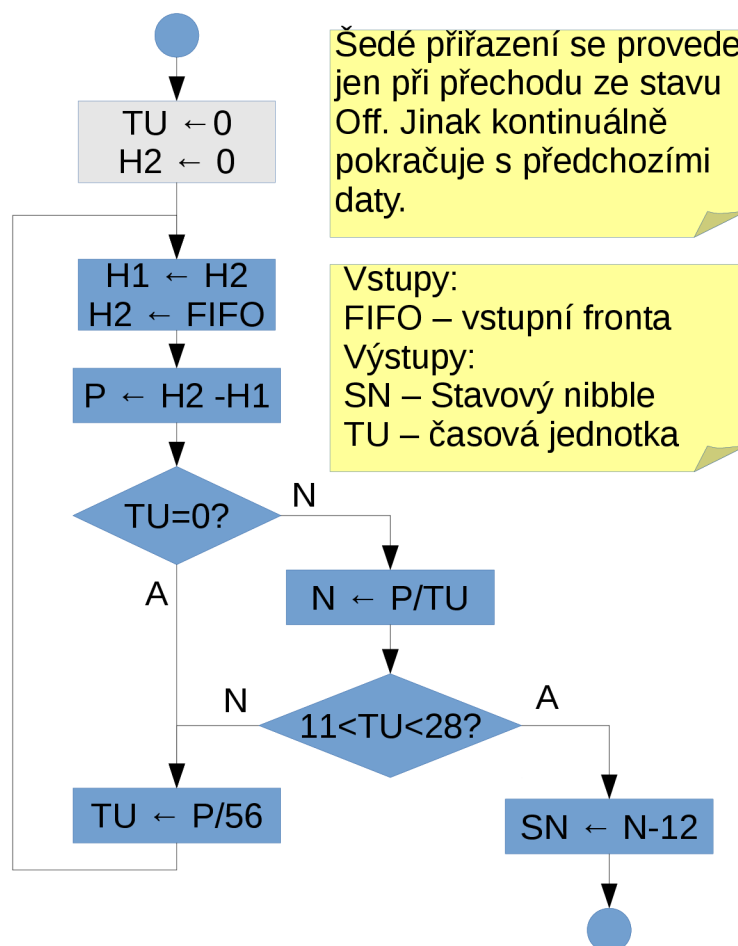 TU ←0
H2 ← 0
Šedé přiřazení se provede
jen při přechodu ze stavu
Off. Jinak kontinuálně
pokračuje s předchozími
daty.
H1 ← H2
H2 ← FIFO
P ← H2 -H1
Vstupy:
FIFO – vstupní fronta
Výstupy:
SN – Stavový nibble
TU – časová jednotka
TU=0?
N
A
N ← P/TU
11<TU<28?
N
A
TU ← P/56
SN ← N-12